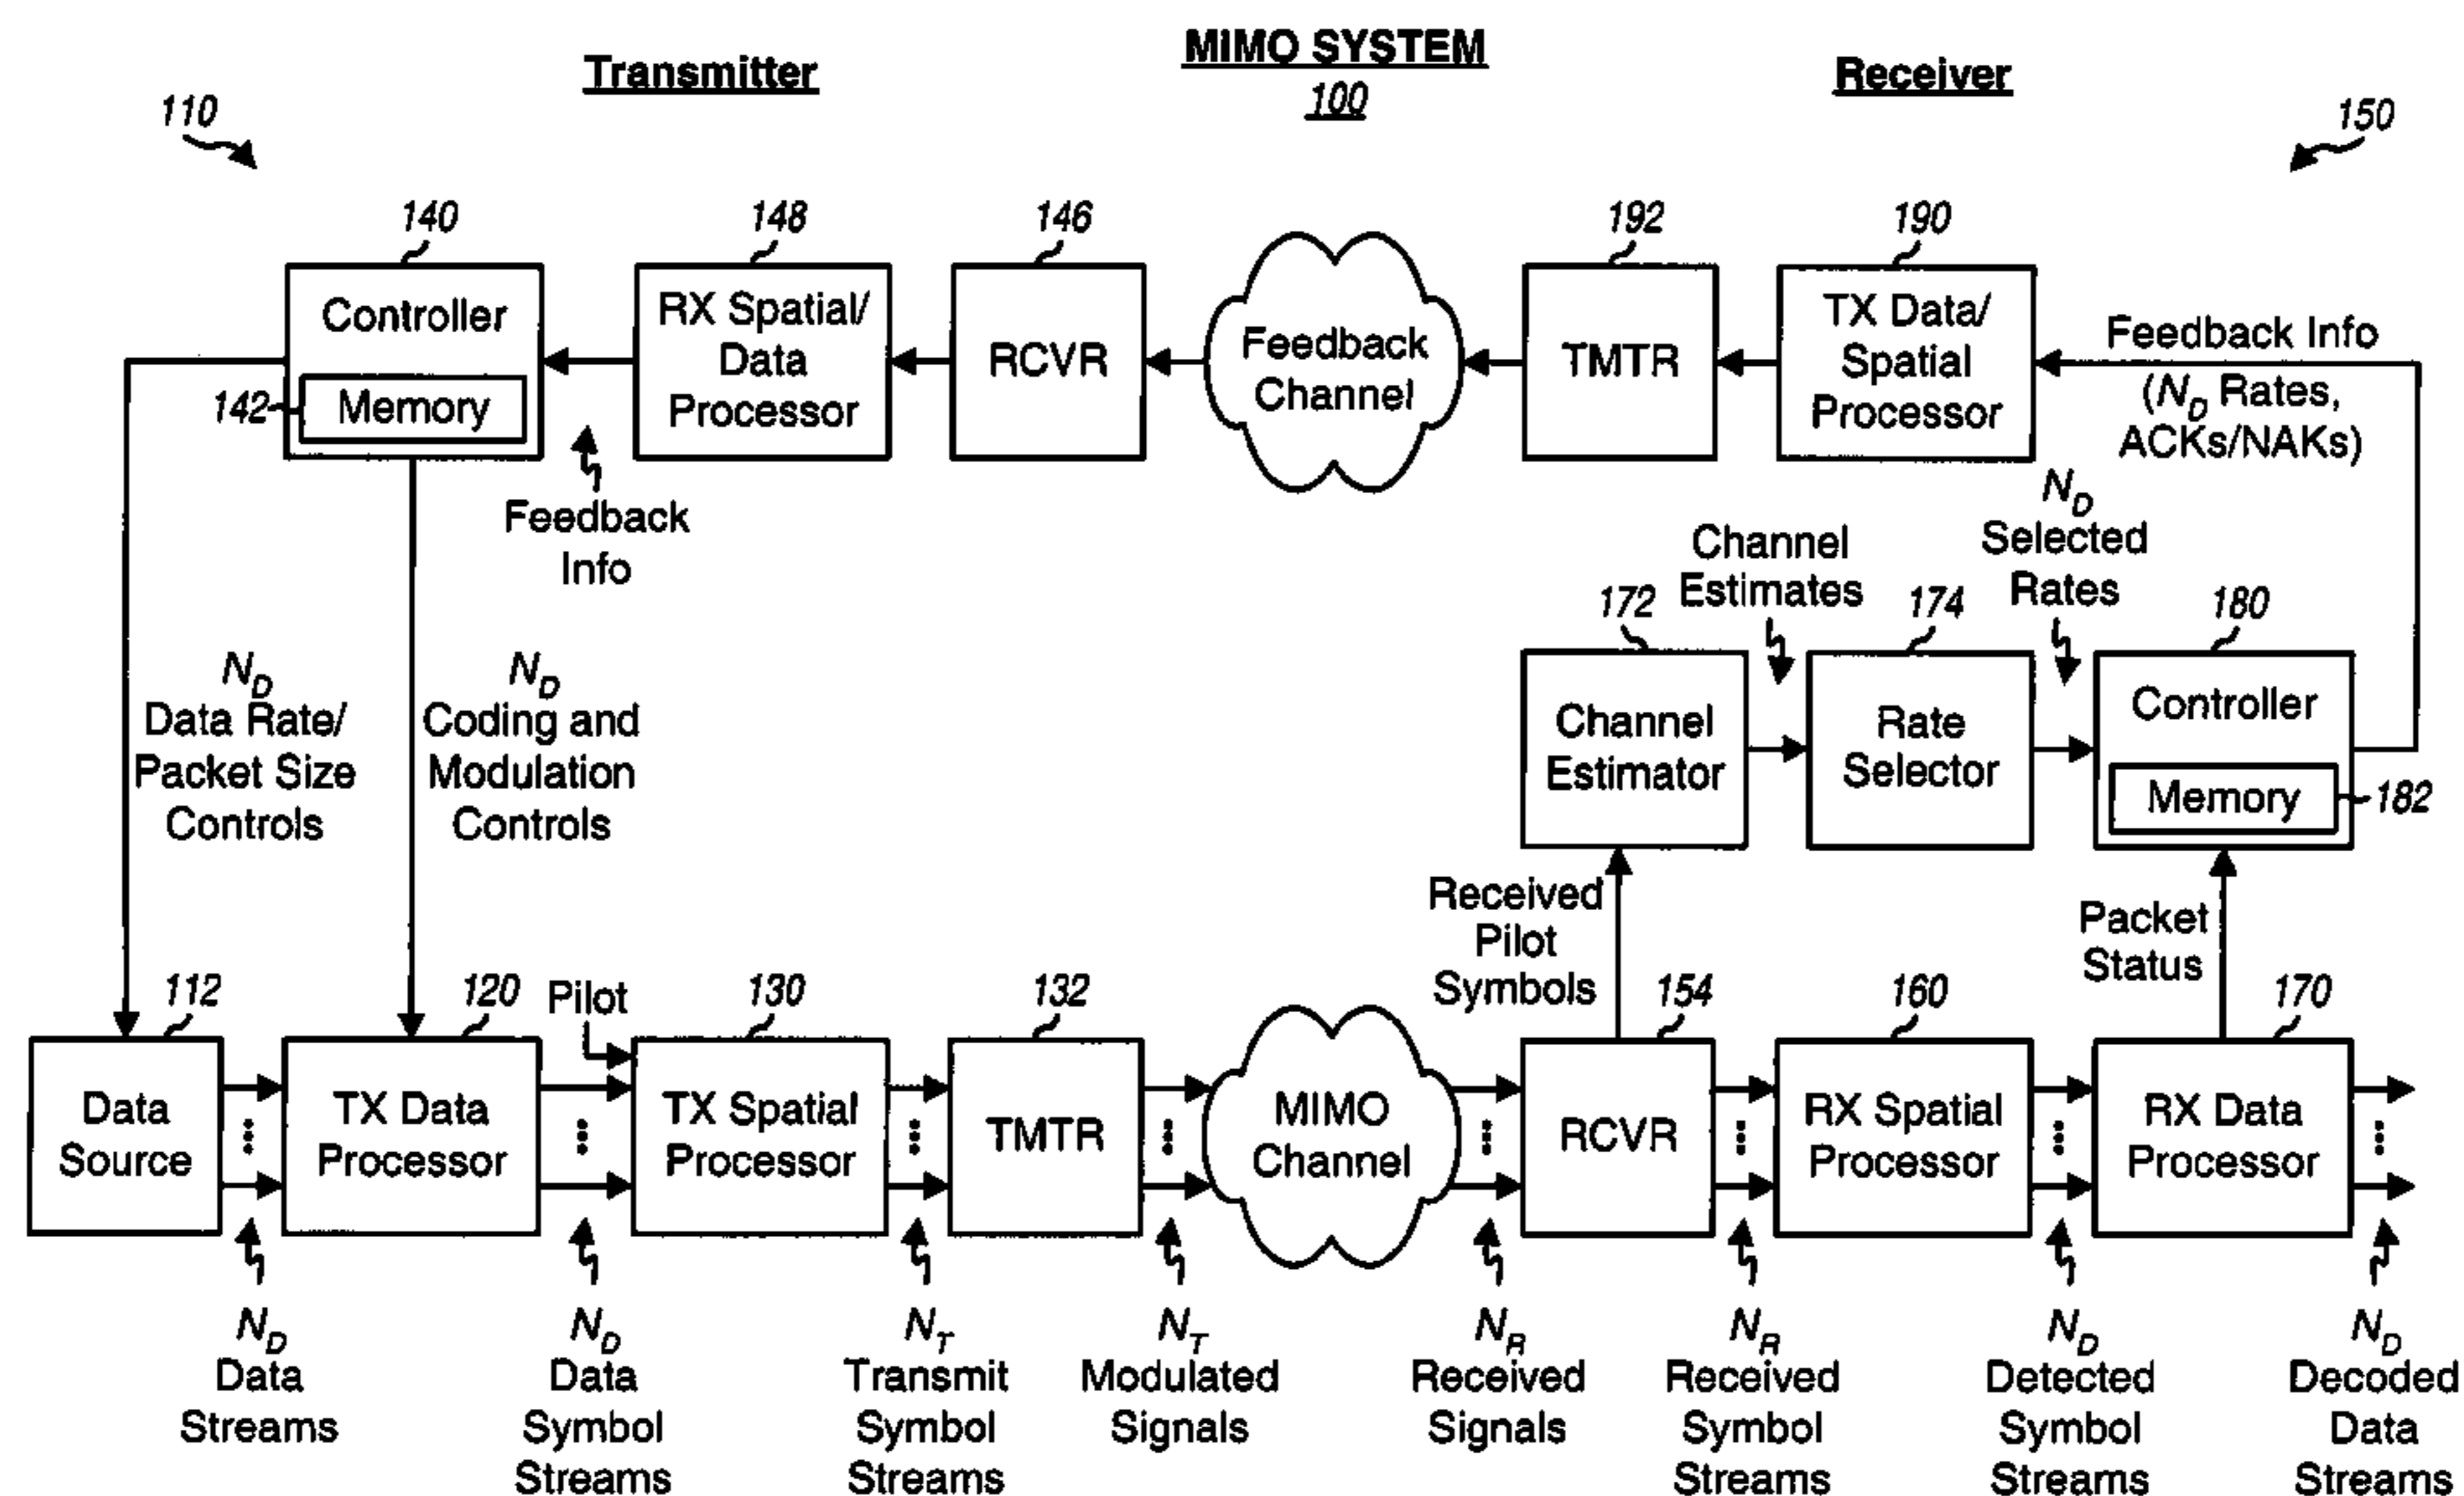 MIMO SYSTEM
100
Transmitter
Receiver
110
150
140
148
146
192
190
Controller
142
Memory
RX Spatial/
Data
Processor
RCVR
Feedback
Channel
TMTR
TX Data/
Spatial
Processor
Feedback Info
(N_D Rates,
ACKs/NAKs)
Feedback
Info
N_D
Data Rate/
Packet Size
Controls
N_D
Coding and
Modulation
Controls
Channel
Estimates
N_D
Selected
Rates
172
174
180
Channel
Estimator
Rate
Selector
Controller
Memory
182
Received
Pilot
Symbols
Packet
Status
112
120
Pilot
130
132
154
160
170
Data
Source
TX Data
Processor
TX Spatial
Processor
TMTR
MIMO
Channel
RCVR
RX Spatial
Processor
RX Data
Processor
N_D
Data
Streams
N_D
Data
Symbol
Streams
N_T
Transmit
Symbol
Streams
N_T
Modulated
Signals
N_R
Received
Signals
N_R
Received
Symbol
Streams
N_D
Detected
Symbol
Streams
N_D
Decoded
Data
Streams